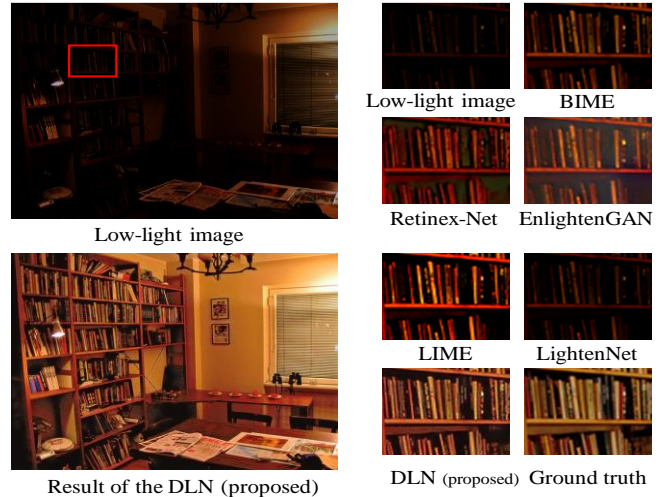 Low-light image
BIME
Retinex-Net
EnlightenGAN
Low-light image
LIME
LightenNet
DLN (proposed)
Ground truth
Result of the DLN (proposed)